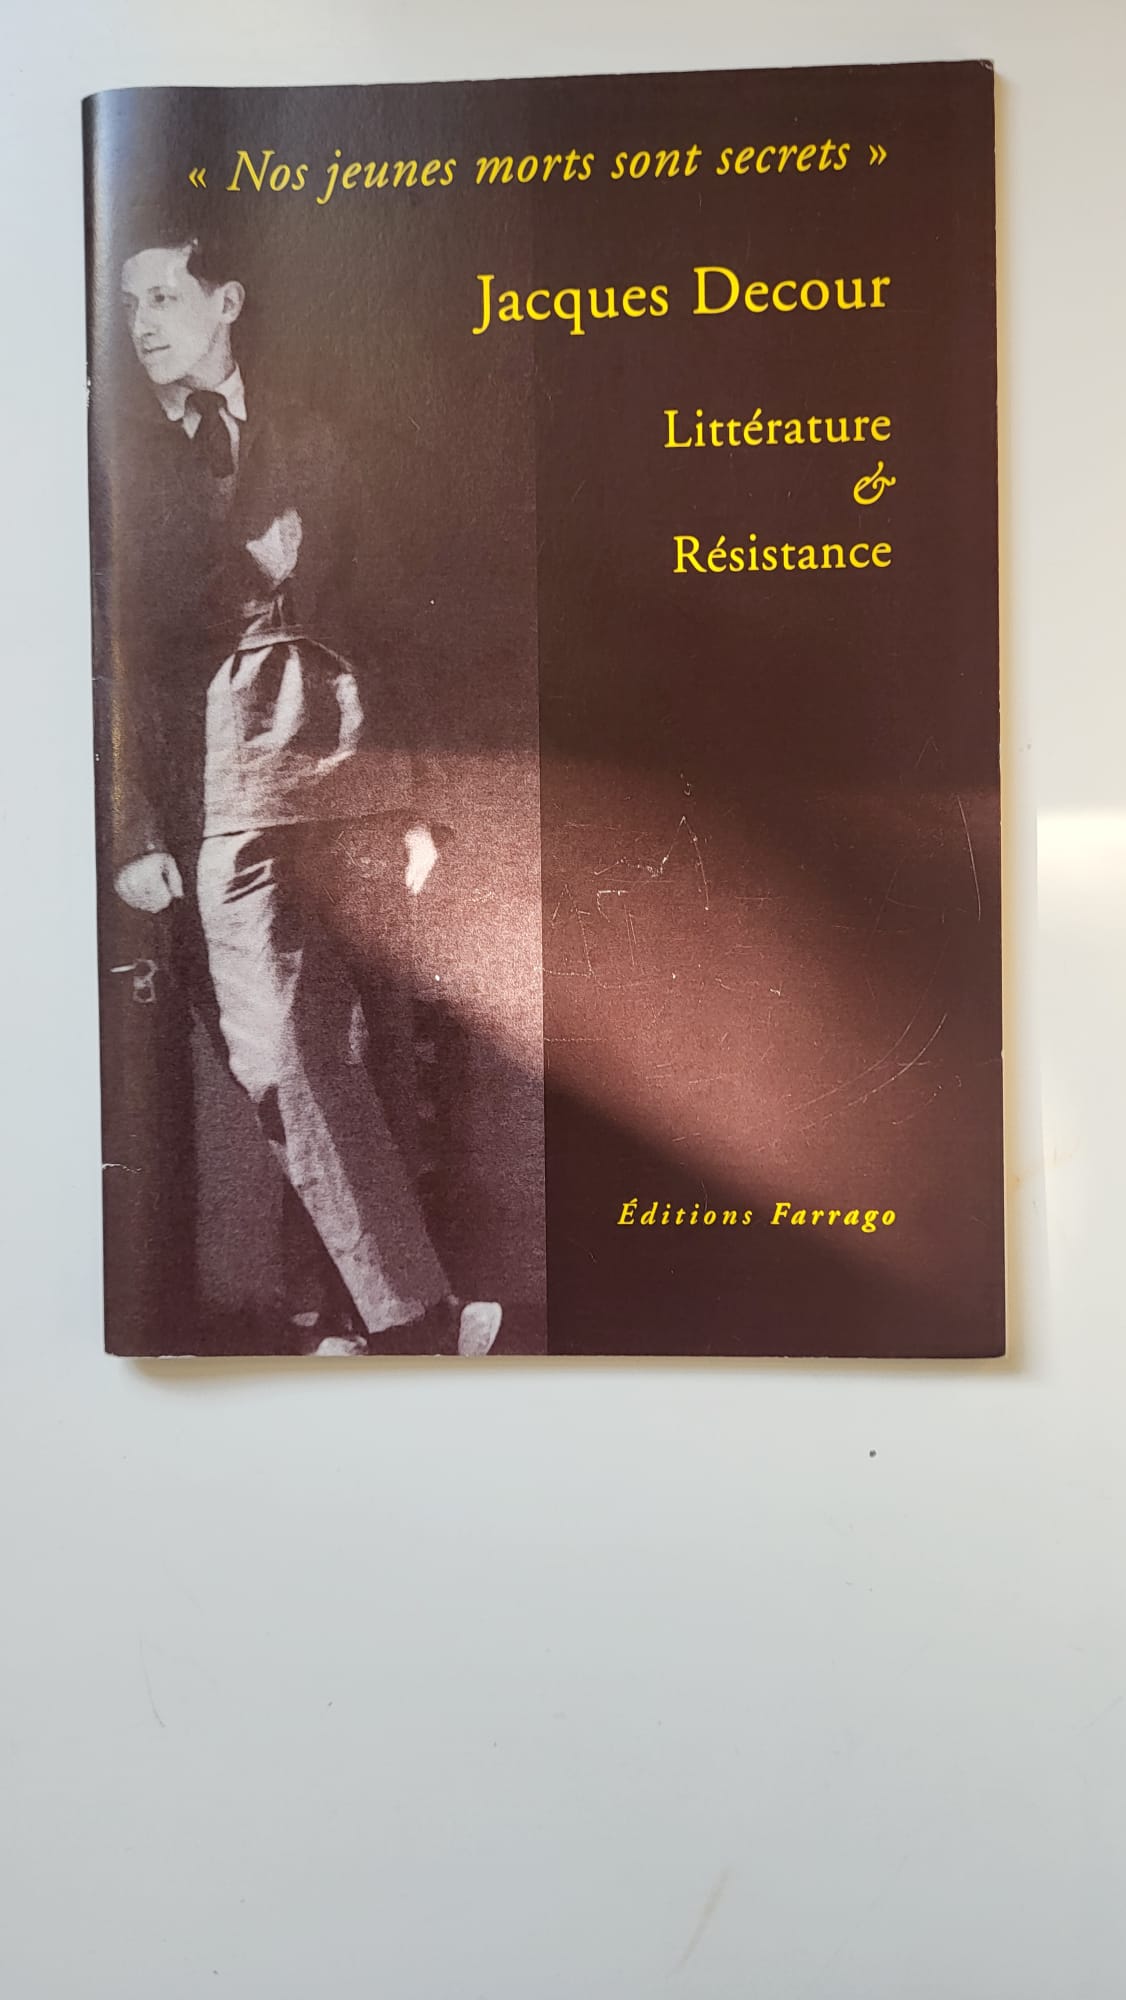 « Nos jeunes morts sont secrets »
Jacques Decour
Littérature
&
Résistance
Éditions Farrago